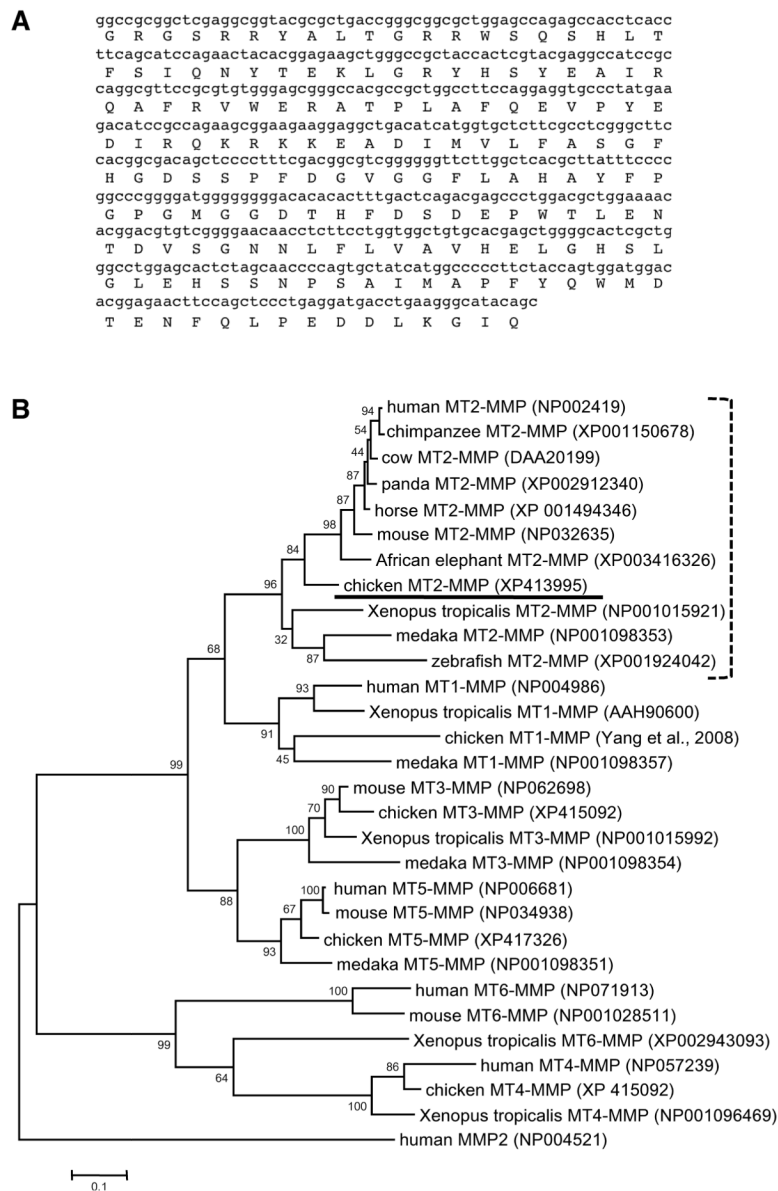 A
ggccgcggctcgaggcggtacgcgctgaccgggcggcgctggagccagagccacctcacc
G R G S R R Y A L T G R R W S Q S H L T
ttcagcatccagaactacacggagaagctgggccgctaccactcgtacgaggccatccgc
F S I Q N Y T E K L G R Y H S Y E A I R
caggcgttccgcgtgtgggagcgggccacgccgctggccttccaggaggtgccctatgaa
Q A F R V W E R A T P L A F Q E V P Y E
gacatccgccagaagcggaagaaggaggctgacatcatggtgctcttcgcctcgggcttc
D I R Q K R K K E A D I M V L F A S G F
cacggcgacagctccccctttcgacggcgtcggggggttcttggctcacgcttatttcccc
H G D S S P F D G V G G F L A H A Y F P
ggcccggggatggggggggacacacactttgactcagacgagccctggacgctggaaaac
G P G M G G D T H F D S D E P W T L E N
acggacgtgtcggggaacaacctcttcctggtggctgtgcacgagctggggcactcgctg
T D V S G N N L F L V A V H E L G H S L
ggcctggagcactctagcaaccccagtgctatcatggcccccttctaccagtggatggac
G L E H S S N P S A I M A P F Y Q W M D
acggagaacttccagctccctgaggatgacctgaagggcatacagc
T E N F Q L P E D D L K G I Q
B
94 human MT2-MMP (NP002419)
54 chimpanzee MT2-MMP (XP001150678)
44 cow MT2-MMP (DAA20199)
87 panda MT2-MMP (XP002912340)
87 horse MT2-MMP (XP 001494346)
98 mouse MT2-MMP (NP032635)
84 African elephant MT2-MMP (XP003416326)
96 chicken MT2-MMP (XP413995)
Xenopus tropicalis MT2-MMP (NP001015921)
32 medaka MT2-MMP (NP001098353)
87 zebrafish MT2-MMP (XP001924042)
68
93 human MT1-MMP (NP004986)
Xenopus tropicalis MT1-MMP (AAH90600)
91 chicken MT1-MMP (Yang et al., 2008)
45 medaka MT1-MMP (NP001098357)
99
90 mouse MT3-MMP (NP062698)
70 chicken MT3-MMP (XP415092)
100 Xenopus tropicalis MT3-MMP (NP001015992)
medaka MT3-MMP (NP001098354)
88
100 human MT5-MMP (NP006681)
67 mouse MT5-MMP (NP034938)
chicken MT5-MMP (XP417326)
93 medaka MT5-MMP (NP001098351)
100 human MT6-MMP (NP071913)
mouse MT6-MMP (NP001028511)
99
Xenopus tropicalis MT6-MMP (XP002943093)
64
86 human MT4-MMP (NP057239)
chicken MT4-MMP (XP 415092)
100 Xenopus tropicalis MT4-MMP (NP001096469)
human MMP2 (NP004521)
0.1